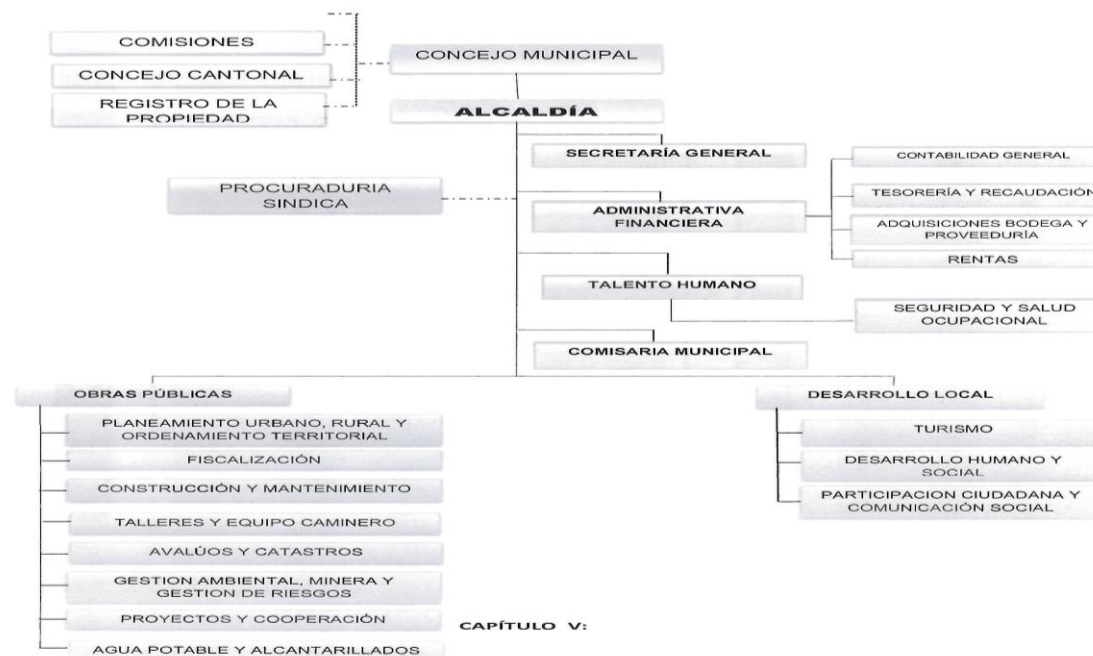 COMISIONES
CONCEJO CANTONAL
REGISTRO DE LA
PROPIEDAD
CONCEJO MUNICIPAL
ALCALDÍA
SECRETARÍA GENERAL
PROCURADURIA
SINDICA
ADMINISTRATIVA
FINANCIERA
CONTABILIDAD GENERAL
TESORERÍA Y RECAUDACIÓN
ADQUISICIONES BODEGA Y
PROVEEDURÍA
RENTAS
TALENTO HUMANO
SEGURIDAD Y SALUD
OCUPACIONAL
COMISARIA MUNICIPAL
OBRAS PÚBLICAS
PLANEAMIENTO URBANO, RURAL Y
ORDENAMIENTO TERRITORIAL
FISCALIZACIÓN
CONSTRUCCIÓN Y MANTENIMIENTO
TALLERES Y EQUIPO CAMINERO
AVALÚOS Y CATASTROS
GESTION AMBIENTAL, MINERA Y
GESTION DE RIESGOS
PROYECTOS Y COOPERACIÓN
AGUA POTABLE Y ALCANTARILLADOS
DESARROLLO LOCAL
TURISMO
DESARROLLO HUMANO Y
SOCIAL
PARTICIPACION CIUDADANA Y
COMUNICACIÓN SOCIAL
CAPÍTULO V: